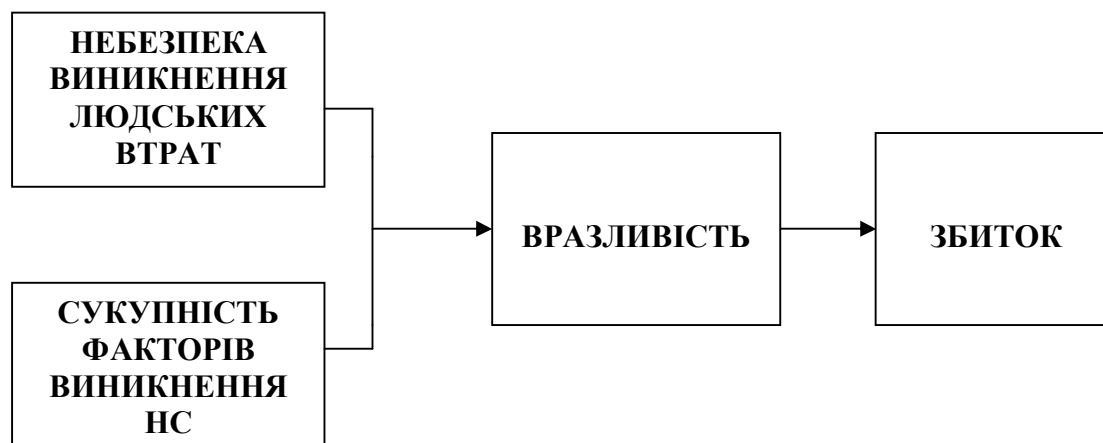 НЕБЕЗПЕКА
ВИНИКНЕННЯ
ЛЮДСЬКИХ
ВТРАТ
СУКУПНІСТЬ
ФАКТОРІВ
ВИНИКНЕННЯ
НС
ВРАЗЛИВІСТЬ
ЗБИТОК